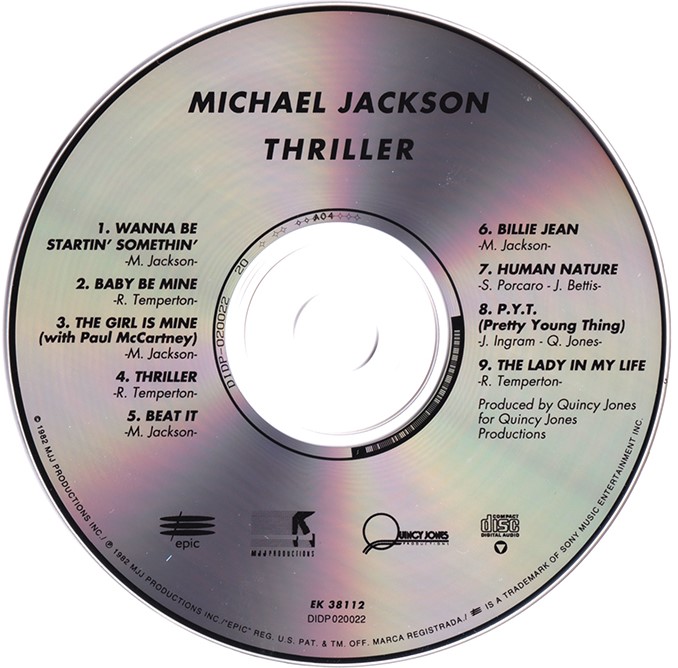 MICHAEL JACKSON
THRILLER
1. WANNA BE
STARTIN' SOMETHIN'
-M. Jackson-
2. BABY BE MINE
-R. Temperton-
3. THE GIRL IS MINE
(with Paul McCartney)
-M. Jackson-
4. THRILLER
-R. Temperton-
5. BEAT IT
-M. Jackson-
6. BILLIE JEAN
-M. Jackson-
7. HUMAN NATURE
-S. Porcaro - J. Bettis-
8. P.Y.T.
(Pretty Young Thing)
-J. Ingram - Q. Jones-
9. THE LADY IN MY LIFE
-R. Temperton-
Produced by Quincy Jones
for Quincy Jones
Productions
DIDP-020022 20 A04
epic
MJJ PRODUCTIONS
QUINCY JONES
PRODUCTIONS
COMPACT
disc
DIGITAL AUDIO
EK 38112
DIDP 020022
© 1982 MJJ PRODUCTIONS INC./ ℗ 1982 MJJ PRODUCTIONS INC./"EPIC" REG. U.S. PAT. & TM. OFF. MARCA REGISTRADA./ IS A TRADEMARK OF SONY MUSIC ENTERTAINMENT INC.